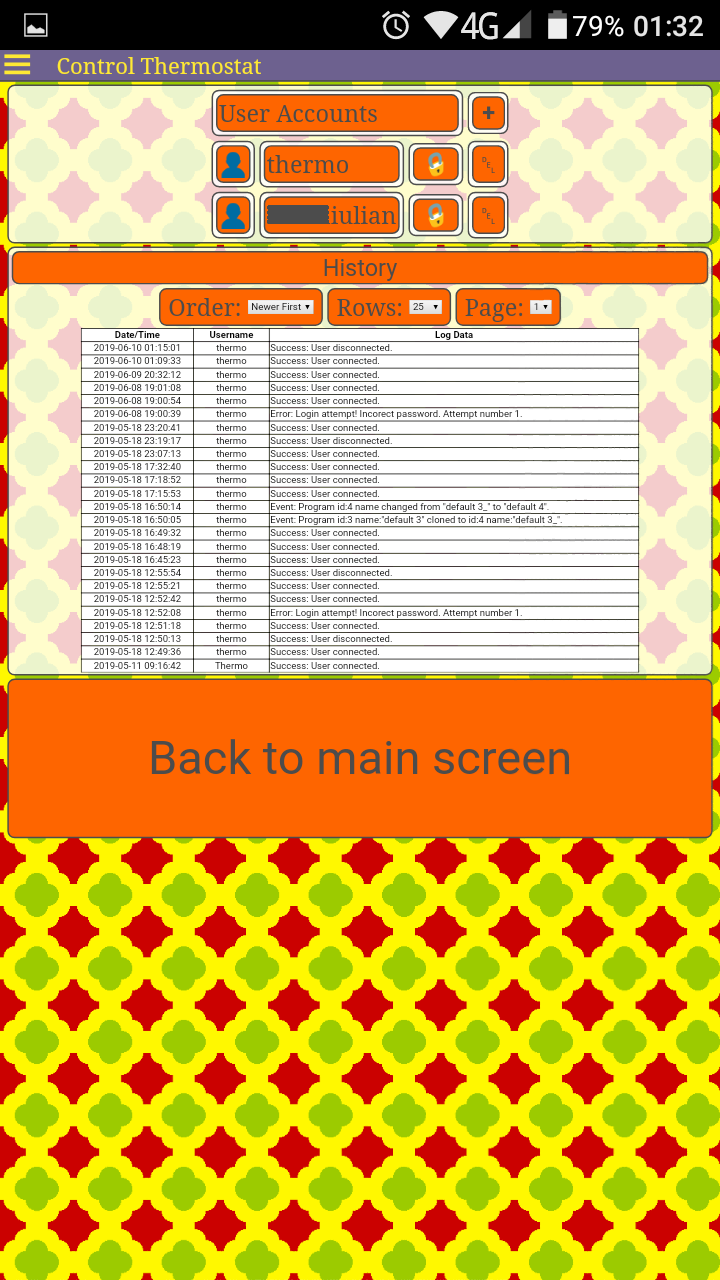 4G 79% 01:32
Control Thermostat
User Accounts +
thermo DEL
iulian DEL
History
Order: Newer First Rows: 25 Page: 1
Date/Time Username Log Data
2019-06-10 01:15:01 thermo Success: User disconnected.
2019-06-10 01:09:33 thermo Success: User connected.
2019-06-09 20:32:12 thermo Success: User connected.
2019-06-08 19:01:08 thermo Success: User connected.
2019-06-08 19:00:54 thermo Success: User connected.
2019-06-08 19:00:39 thermo Error: Login attempt! Incorect password. Attempt number 1.
2019-05-18 23:20:41 thermo Success: User connected.
2019-05-18 23:19:17 thermo Success: User disconnected.
2019-05-18 23:07:13 thermo Success: User connected.
2019-05-18 17:32:40 thermo Success: User connected.
2019-05-18 17:18:52 thermo Success: User connected.
2019-05-18 17:15:53 thermo Success: User connected.
2019-05-18 16:50:14 thermo Event: Program id:4 name changed from "default 3_" to "default 4".
2019-05-18 16:50:05 thermo Event: Program id:3 name:"default 3" cloned to id:4 name:"default 3_".
2019-05-18 16:49:32 thermo Success: User connected.
2019-05-18 16:48:19 thermo Success: User connected.
2019-05-18 16:45:23 thermo Success: User connected.
2019-05-18 12:55:54 thermo Success: User disconnected.
2019-05-18 12:55:21 thermo Success: User connected.
2019-05-18 12:52:42 thermo Success: User connected.
2019-05-18 12:52:08 thermo Error: Login attempt! Incorect password. Attempt number 1.
2019-05-18 12:51:18 thermo Success: User connected.
2019-05-18 12:50:13 thermo Success: User disconnected.
2019-05-18 12:49:36 thermo Success: User connected.
2019-05-11 09:16:42 Thermo Success: User connected.
Back to main screen